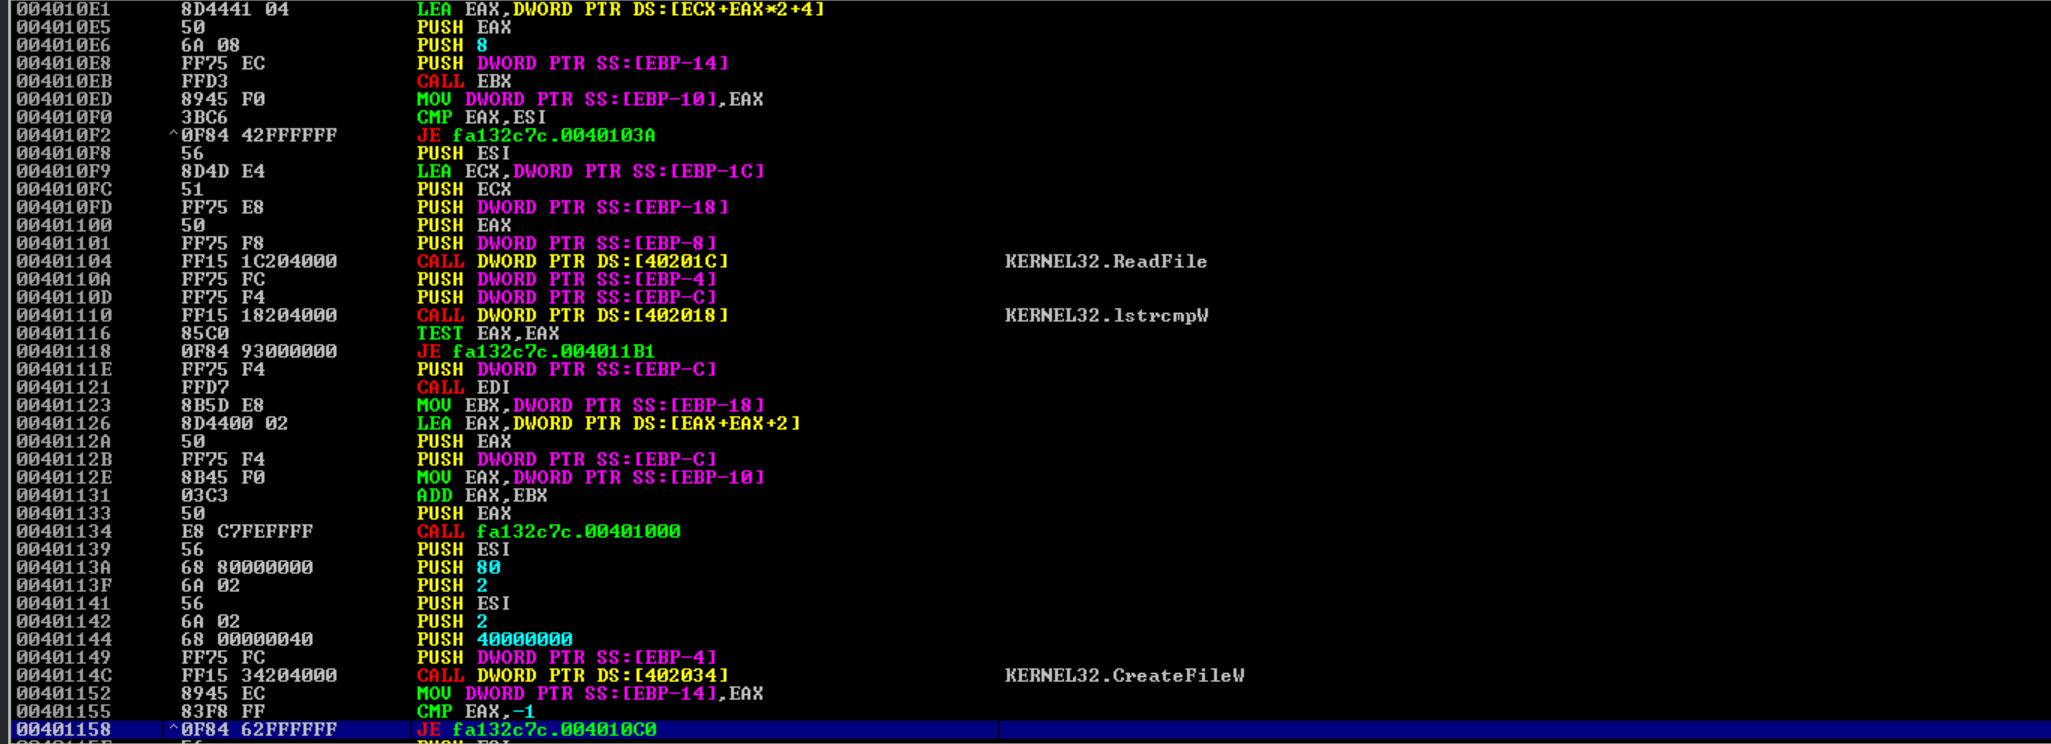 004010E1 8D4441 04 LEA EAX,DWORD PTR DS:[ECX+EAX*2+4]
004010E5 50 PUSH EAX
004010E6 6A 08 PUSH 8
004010E8 FF75 EC PUSH DWORD PTR SS:[EBP-14]
004010EB FFD3 CALL EBX
004010ED 8945 F0 MOV DWORD PTR SS:[EBP-10],EAX
004010F0 3BC6 CMP EAX,ESI
004010F2 ^0F84 42FFFFFF JE fa132c7c.0040103A
004010F8 56 PUSH ESI
004010F9 8D4D E4 LEA ECX,DWORD PTR SS:[EBP-1C]
004010FC 51 PUSH ECX
004010FD FF75 E8 PUSH DWORD PTR SS:[EBP-18]
00401100 50 PUSH EAX
00401101 FF75 F8 PUSH DWORD PTR SS:[EBP-8]
00401104 FF15 1C204000 CALL DWORD PTR DS:[40201C] KERNEL32.ReadFile
0040110A FF75 FC PUSH DWORD PTR SS:[EBP-4]
0040110D FF75 F4 PUSH DWORD PTR SS:[EBP-C]
00401110 FF15 18204000 CALL DWORD PTR DS:[402018] KERNEL32.lstrcmpW
00401116 85C0 TEST EAX,EAX
00401118 0F84 93000000 JE fa132c7c.004011B1
0040111E FF75 F4 PUSH DWORD PTR SS:[EBP-C]
00401121 FFD7 CALL EDI
00401123 8B5D E8 MOV EBX,DWORD PTR SS:[EBP-18]
00401126 8D4400 02 LEA EAX,DWORD PTR DS:[EAX+EAX+2]
0040112A 50 PUSH EAX
0040112B FF75 F4 PUSH DWORD PTR SS:[EBP-C]
0040112E 8B45 F0 MOV EAX,DWORD PTR SS:[EBP-10]
00401131 03C3 ADD EAX,EBX
00401133 50 PUSH EAX
00401134 E8 C7FEFFFF CALL fa132c7c.00401000
00401139 56 PUSH ESI
0040113A 68 80000000 PUSH 80
0040113F 6A 02 PUSH 2
00401141 56 PUSH ESI
00401142 6A 02 PUSH 2
00401144 68 00000040 PUSH 40000000
00401149 FF75 FC PUSH DWORD PTR SS:[EBP-4]
0040114C FF15 34204000 CALL DWORD PTR DS:[402034] KERNEL32.CreateFileW
00401152 8945 EC MOV DWORD PTR SS:[EBP-14],EAX
00401155 83F8 FF CMP EAX,-1
00401158 ^0F84 62FFFFFF JE fa132c7c.004010C0